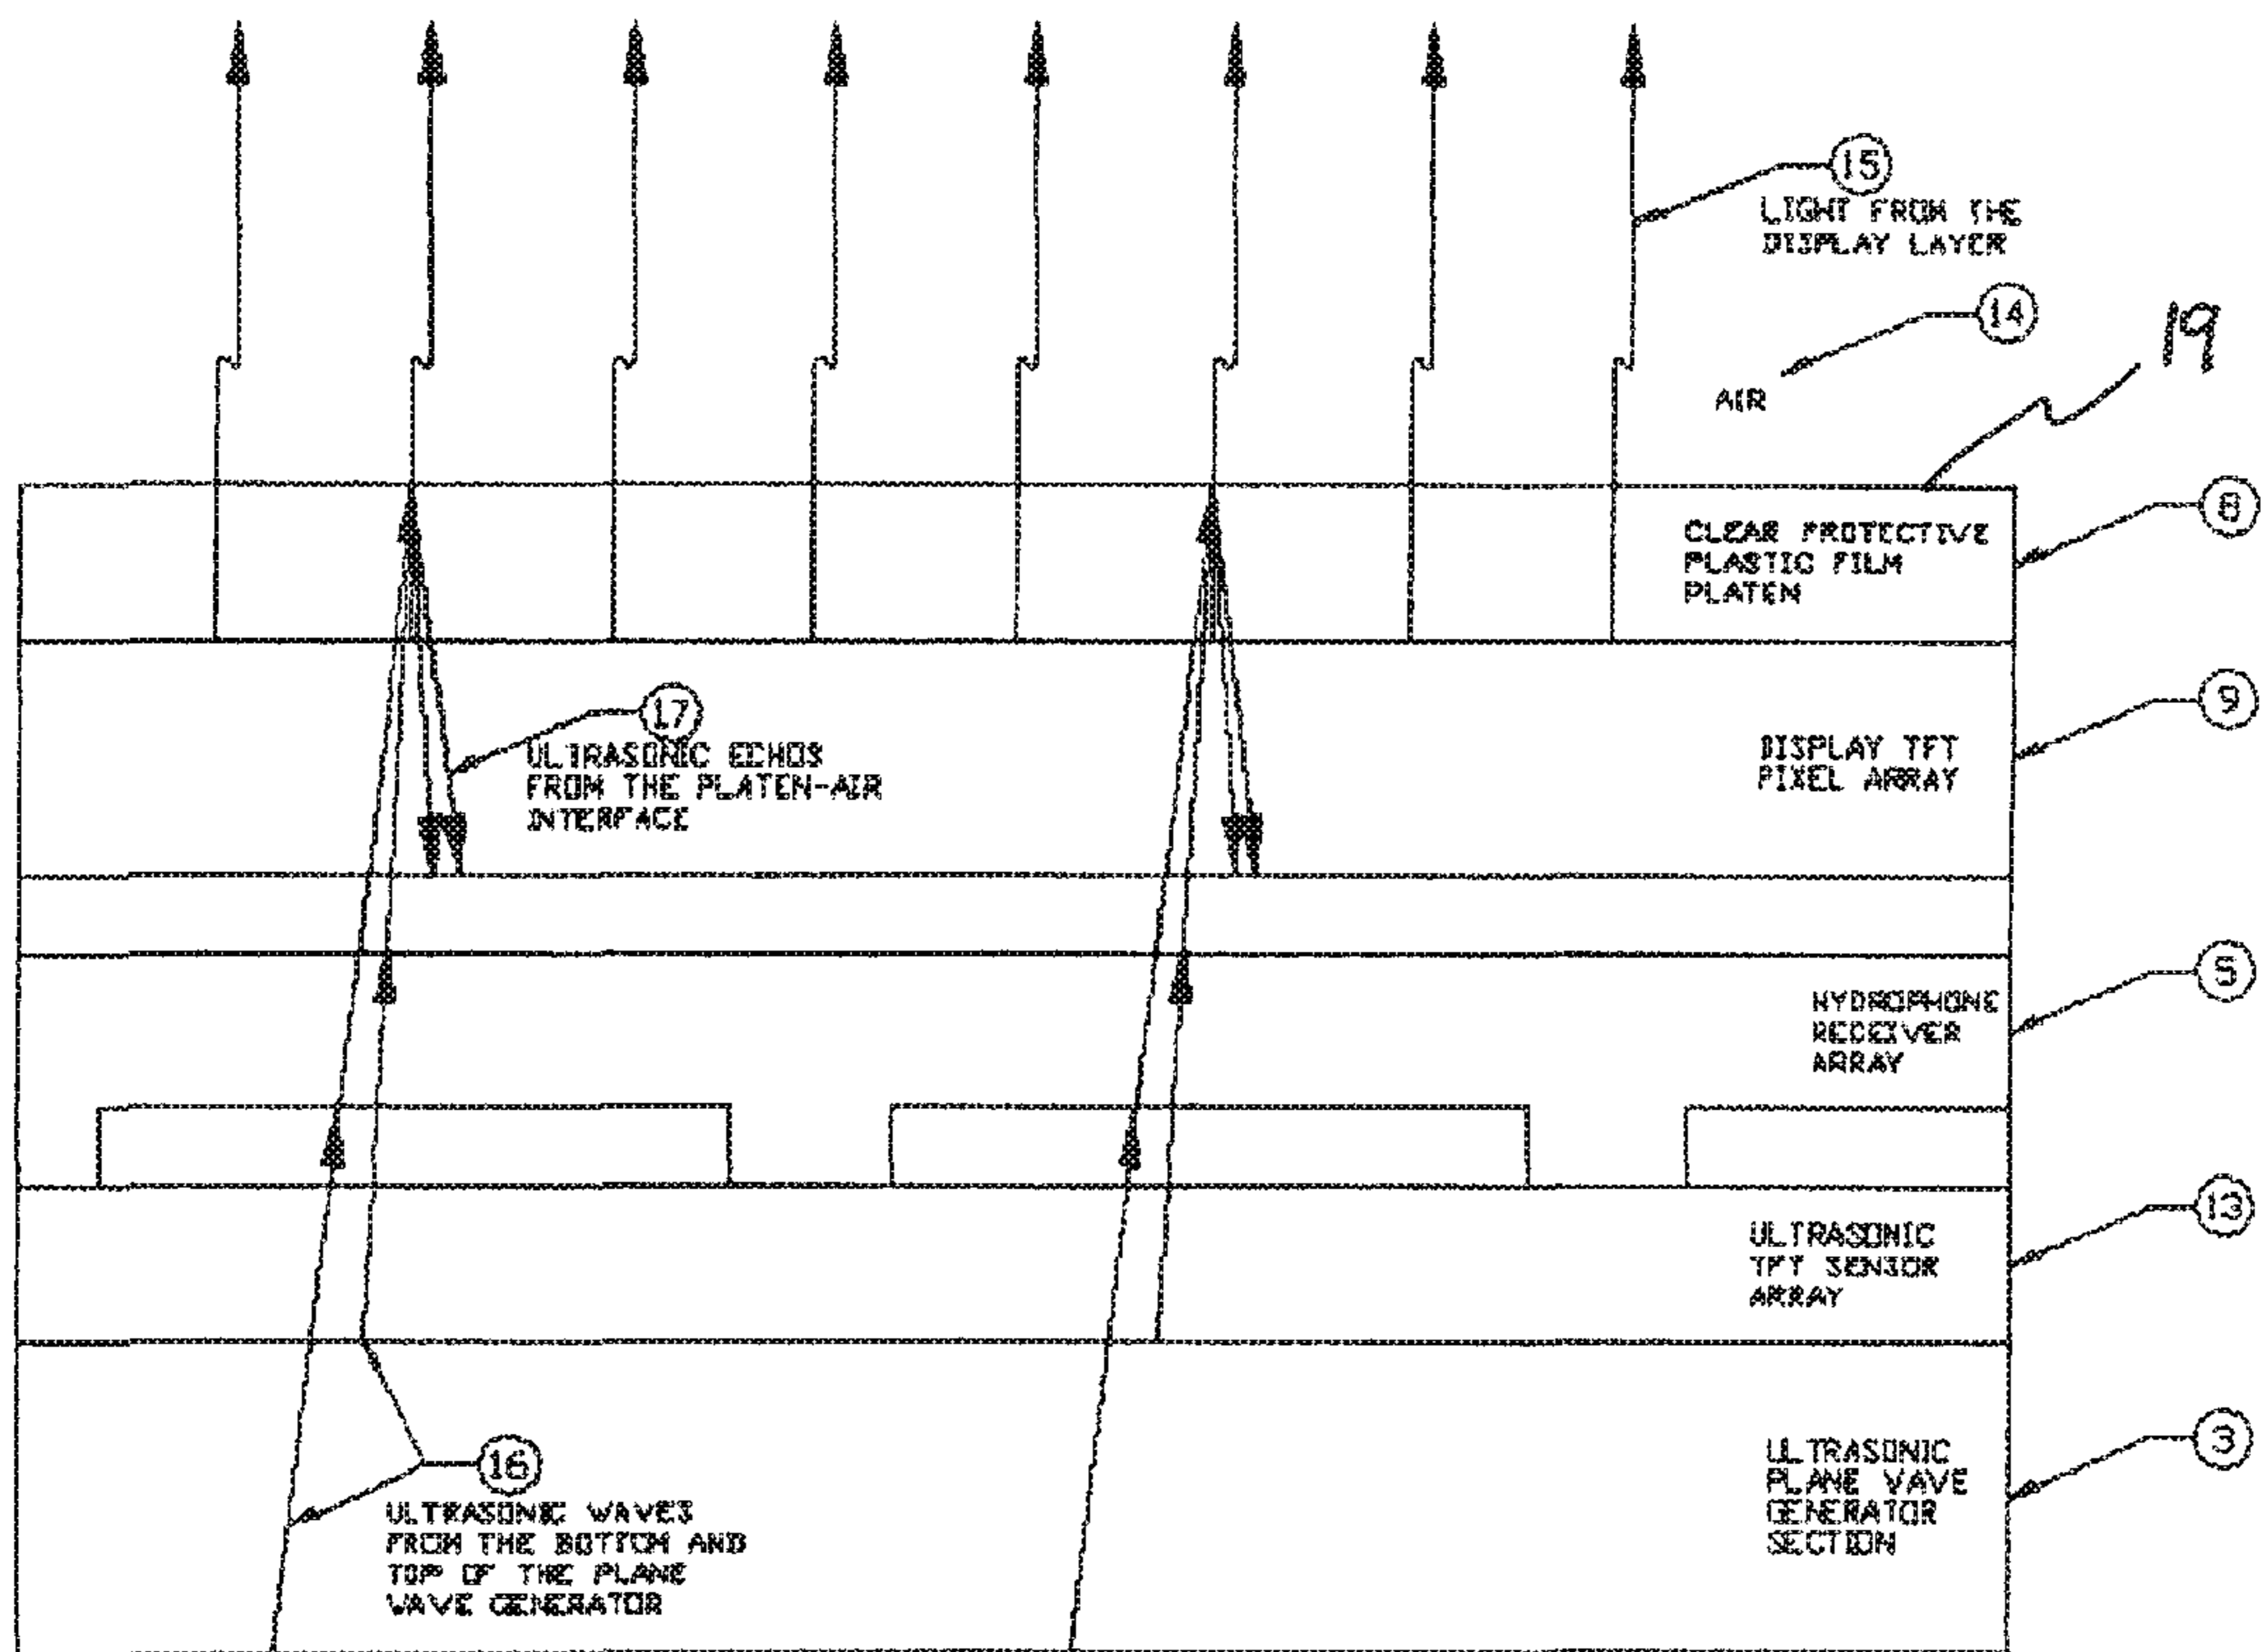 15
LIGHT FROM THE
DISPLAY LAYER
14
19
AIR
8
CLEAR PROTECTIVE
PLASTIC FILM
PLATEN
9
17
ULTRASONIC ECHOS
FROM THE PLATEN-AIR
INTERFACE
DISPLAY TFT
PIXEL ARRAY
5
HYDROPHONE
RECEIVER
ARRAY
13
ULTRASONIC
TFT SENSOR
ARRAY
3
16
ULTRASONIC WAVES
FROM THE BOTTOM AND
TOP OF THE PLANE
WAVE GENERATOR
ULTRASONIC
PLANE WAVE
GENERATOR
SECTION